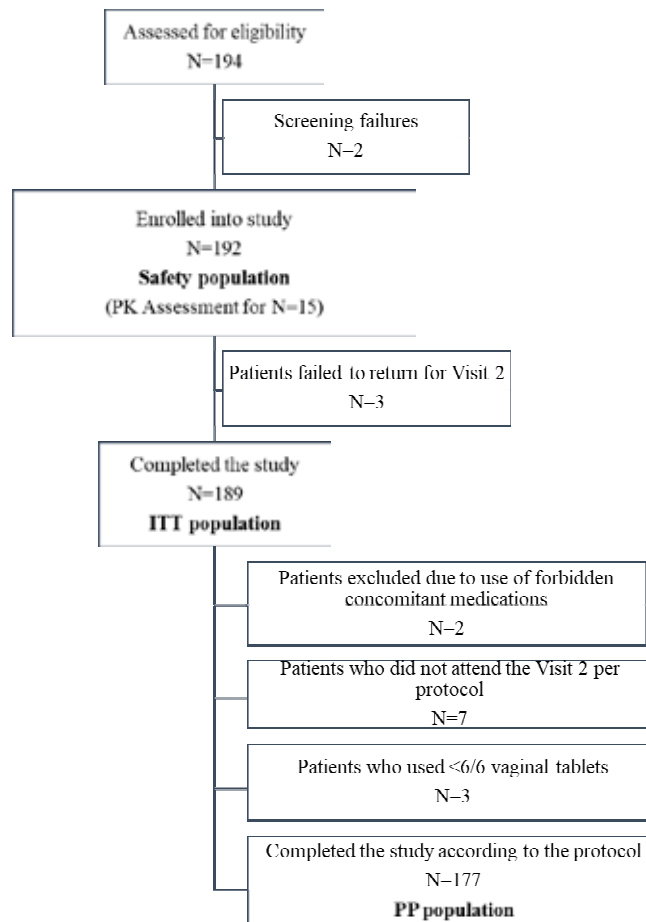 Assessed for eligibility
N=194
Screening failures
N=2
Enrolled into study
N=192
Safety population
(PK Assessment for N=15)
Patients failed to return for Visit 2
N=3
Completed the study
N=189
ITT population
Patients excluded due to use of forbidden
concomitant medications
N=2
Patients who did not attend the Visit 2 per
protocol
N=7
Patients who used <6/6 vaginal tablets
N=3
Completed the study according to the protocol
N=177
PP population